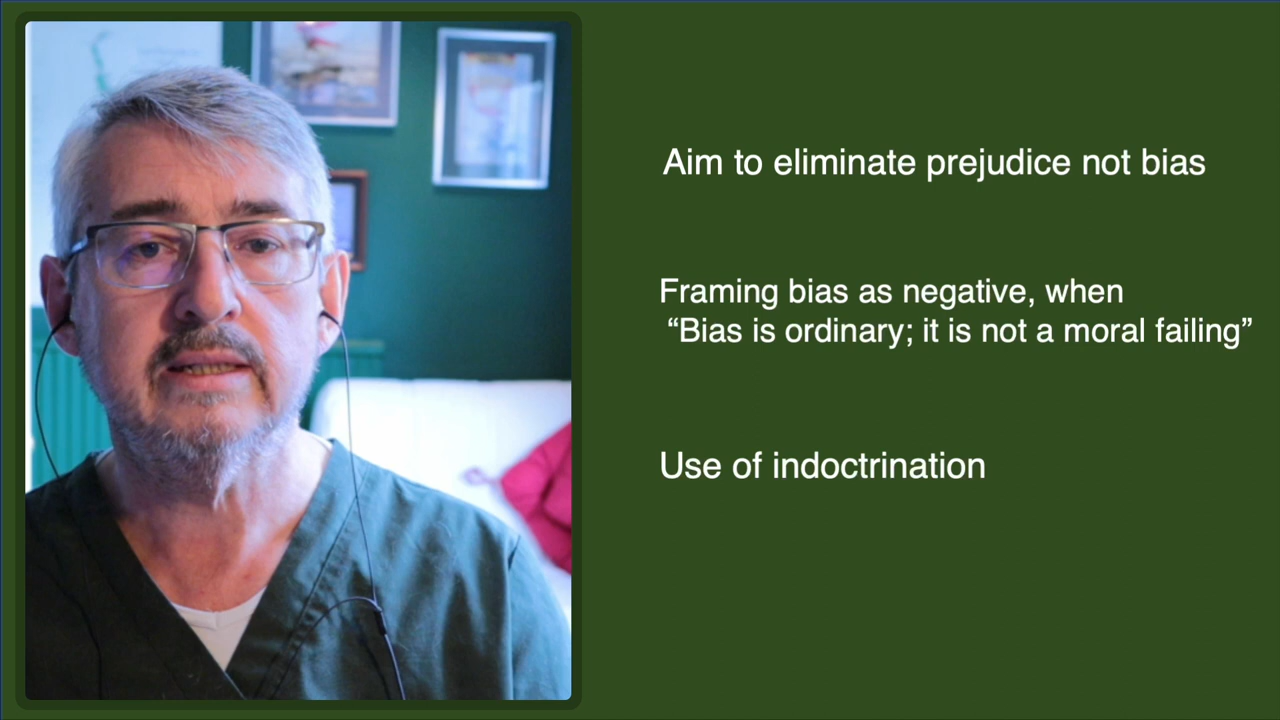 Aim to eliminate prejudice not bias
Framing bias as negative, when
“Bias is ordinary; it is not a moral failing”
Use of indoctrination